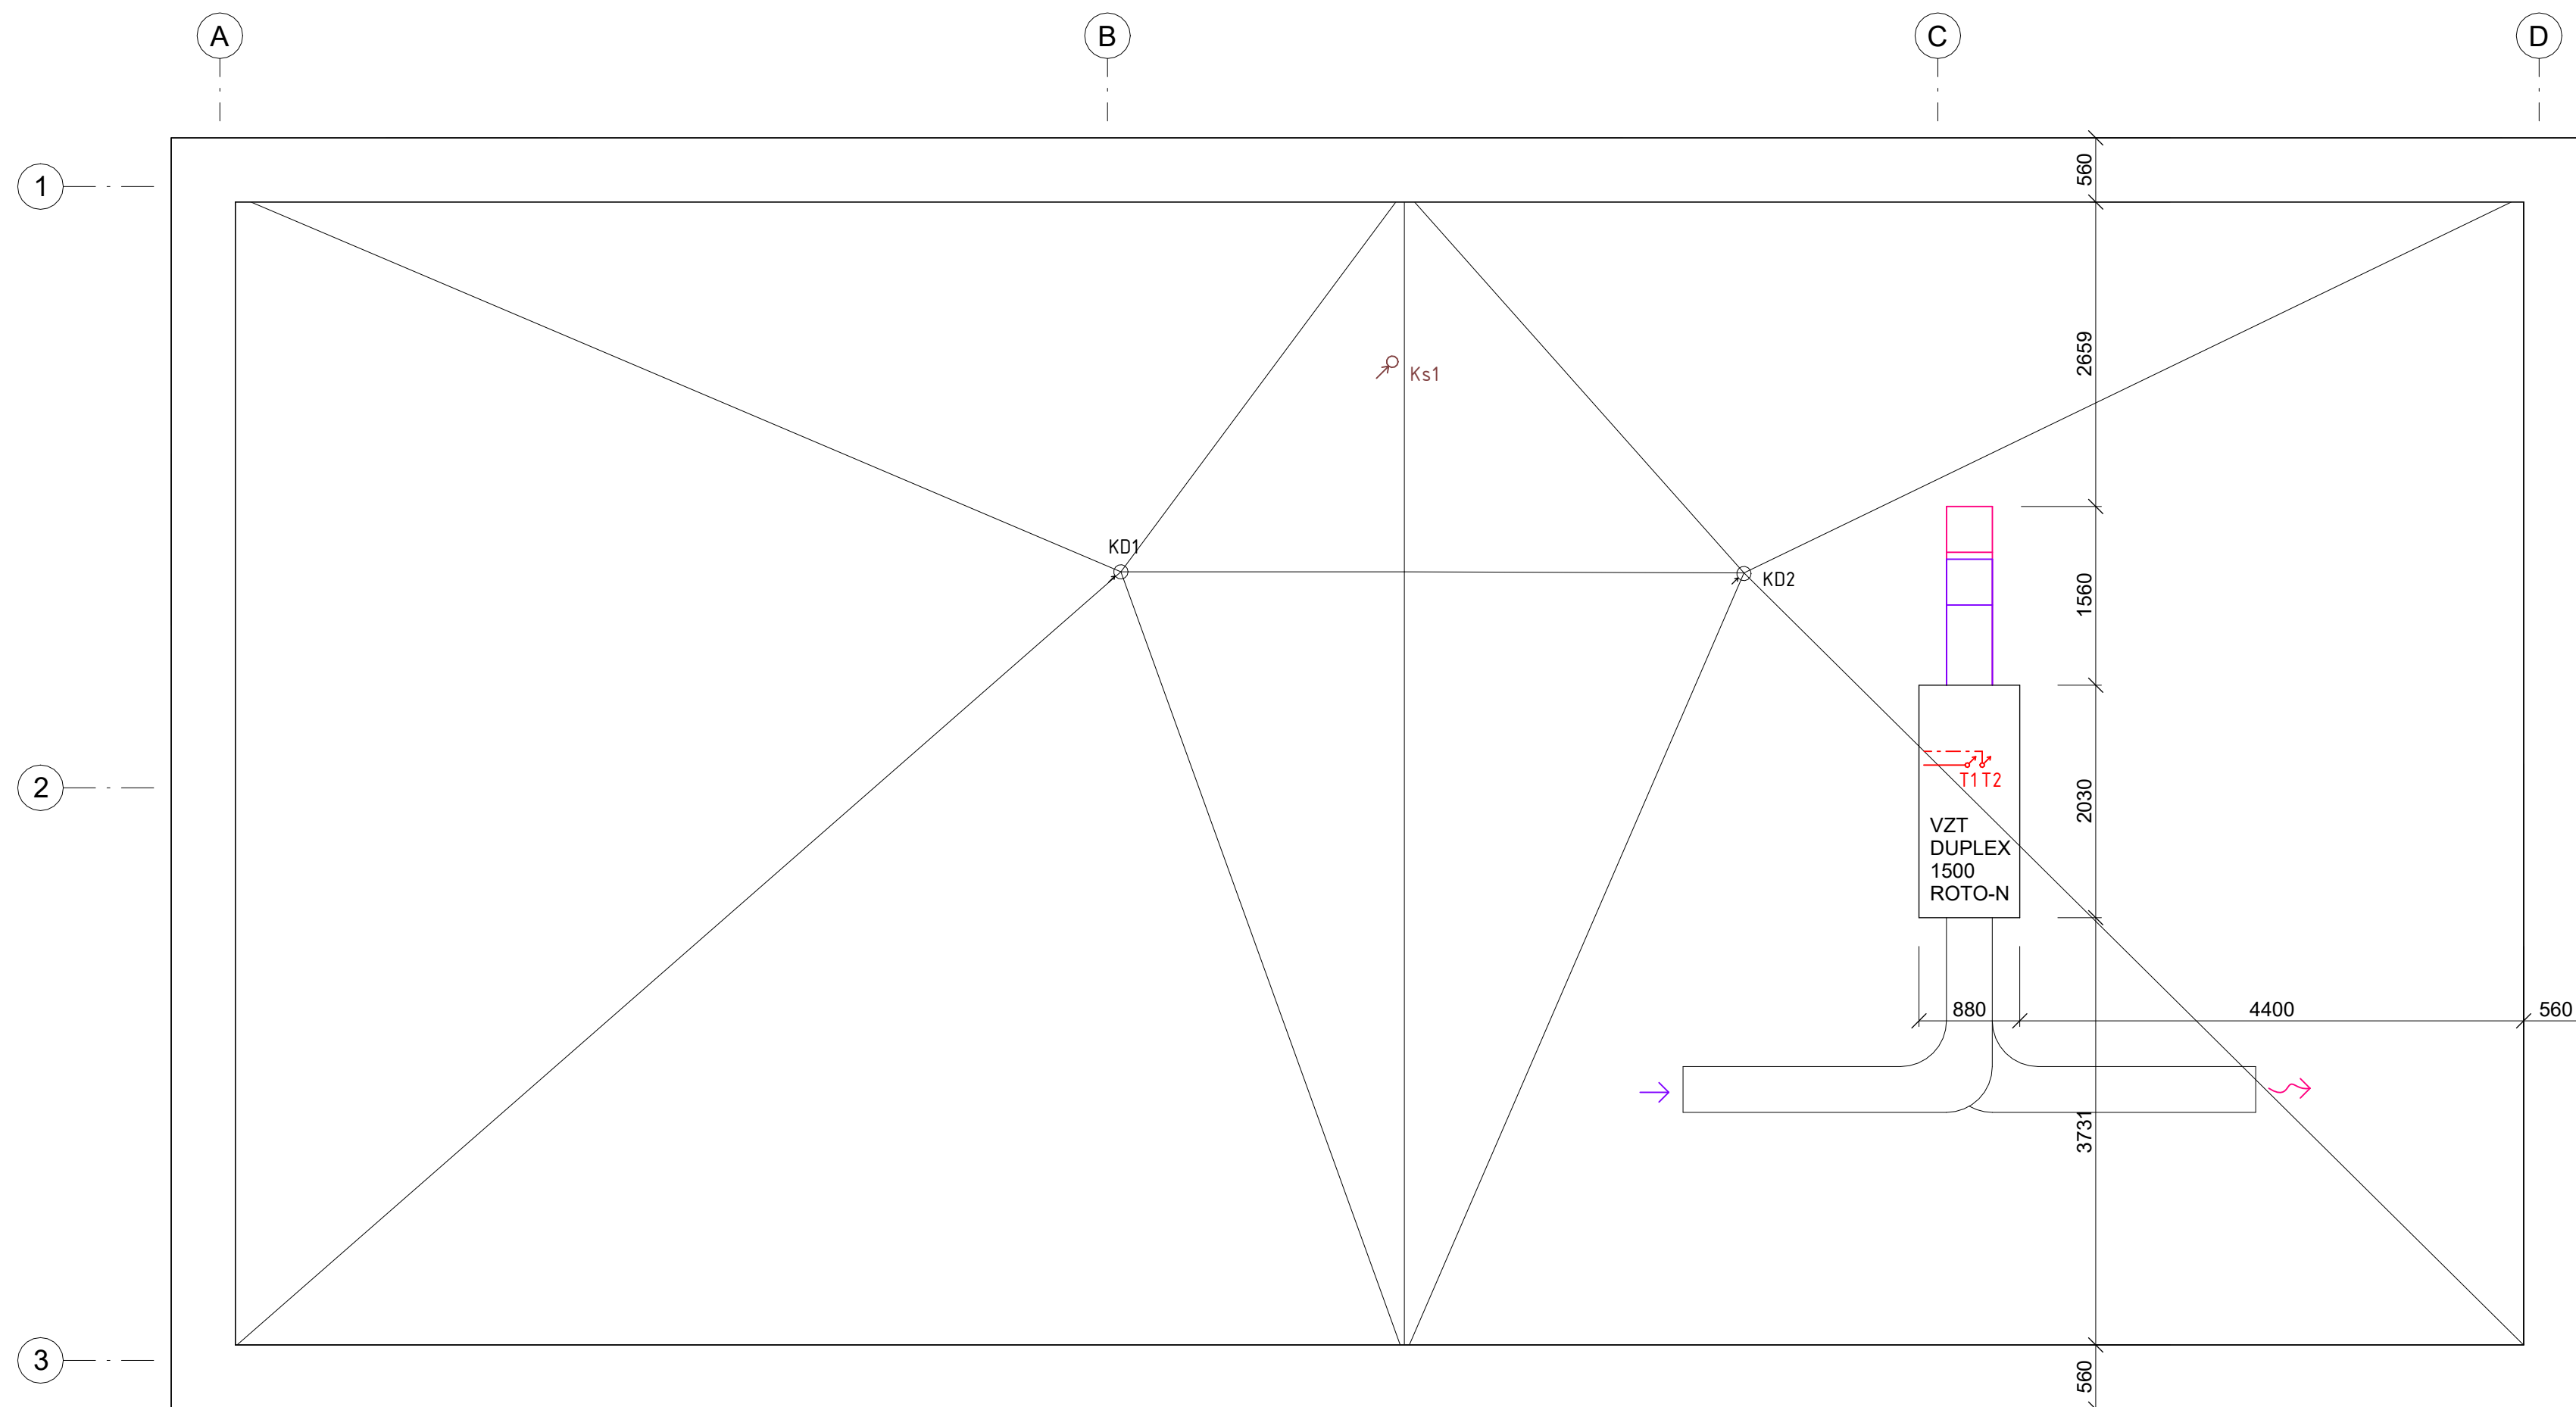 A
B
C
D
1
560
2659
Ks1
KD1
KD2
1560
2
T1 T2
2030
VZT
DUPLEX
1500
ROTO-N
880
4400
560
3731
3
560